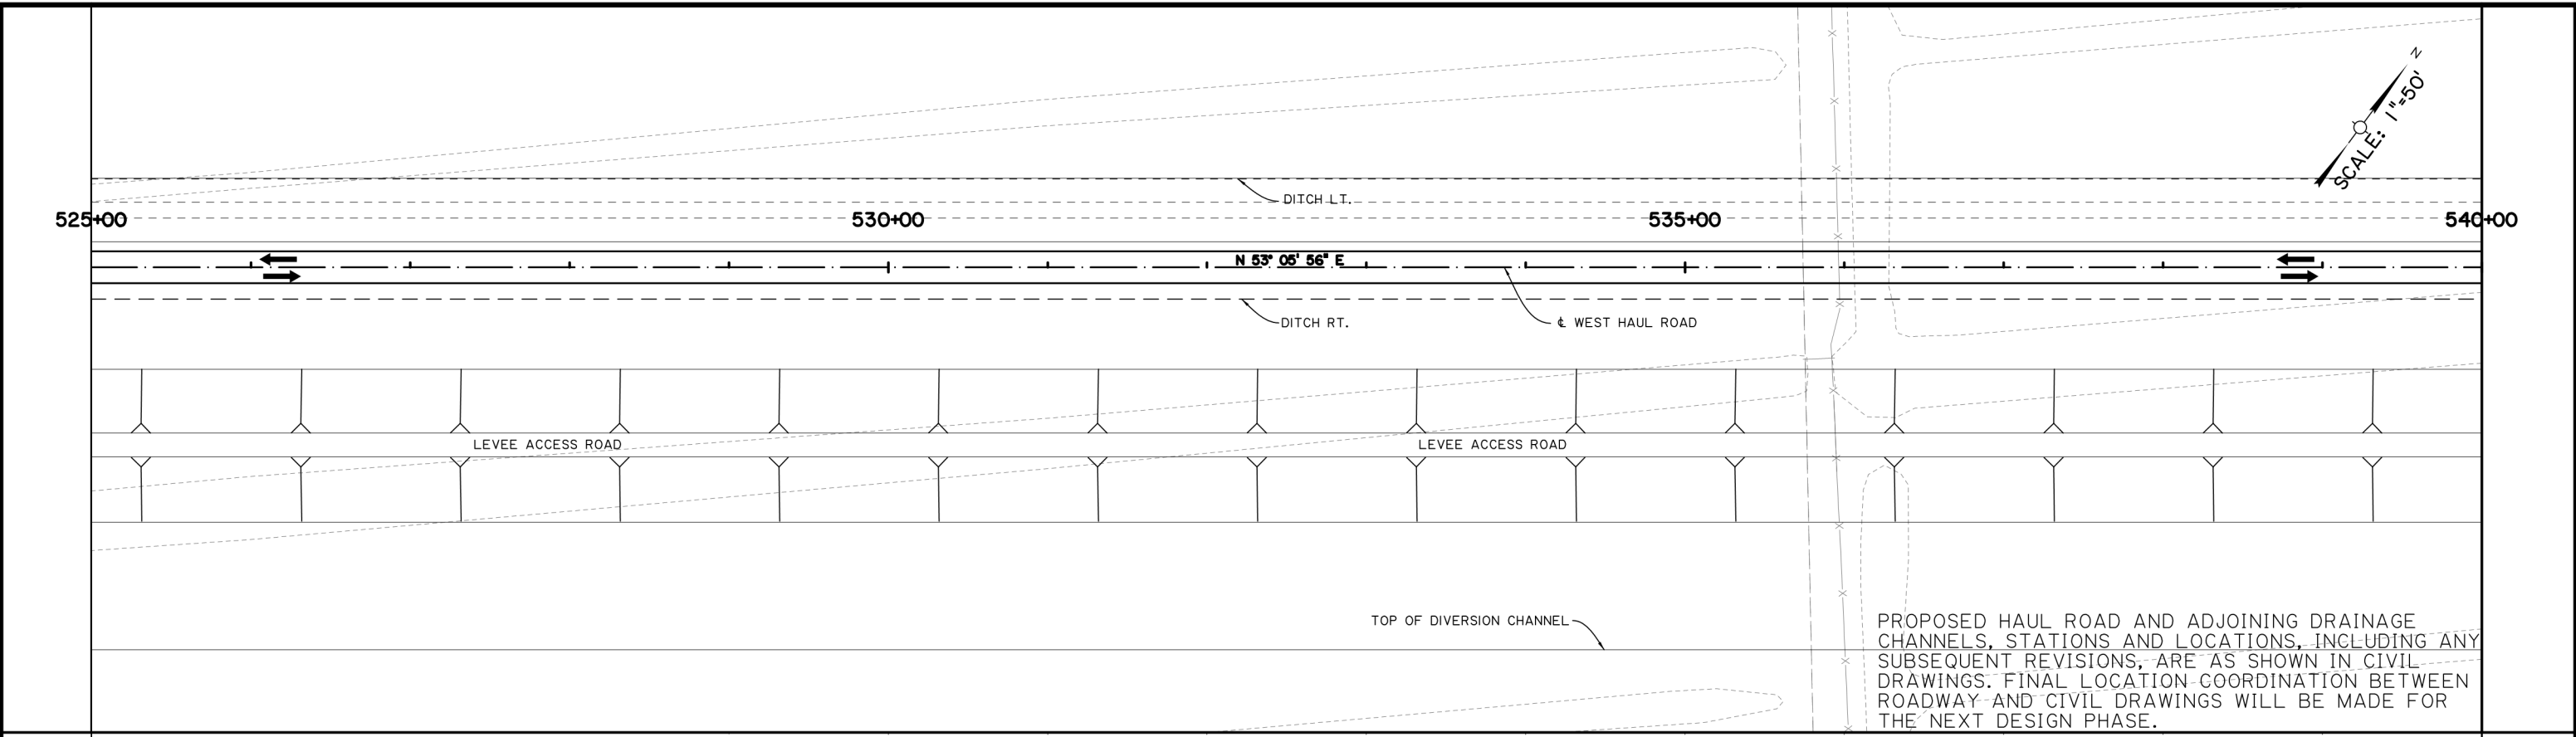 N
SCALE: 1"=50'
DITCH LT.
525+00 530+00 535+00 540+00
N 53° 05' 56" E
DITCH RT.
℄ WEST HAUL ROAD
LEVEE ACCESS ROAD LEVEE ACCESS ROAD
TOP OF DIVERSION CHANNEL
PROPOSED HAUL ROAD AND ADJOINING DRAINAGE
CHANNELS, STATIONS AND LOCATIONS, INCLUDING ANY
SUBSEQUENT REVISIONS, ARE AS SHOWN IN CIVIL
DRAWINGS. FINAL LOCATION COORDINATION BETWEEN
ROADWAY AND CIVIL DRAWINGS WILL BE MADE FOR
THE NEXT DESIGN PHASE.